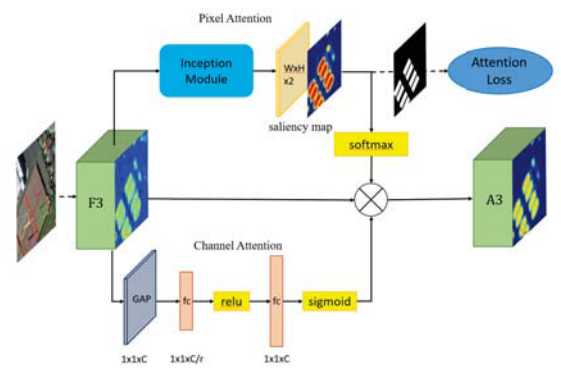 Pixel Attention
Inception
Module
WxH
x2
Attention
Loss
saliency map
softmax
F3
A3
Channel Attention
GAP
fc
relu
fc
sigmoid
1x1xC
1x1xC/r
1x1xC